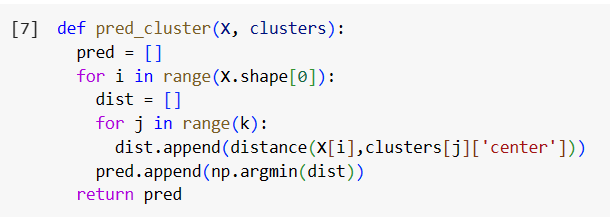 [7] def pred_cluster(X, clusters):
      pred = []
      for i in range(X.shape[0]):
        dist = []
        for j in range(k):
          dist.append(distance(X[i],clusters[j]['center']))
        pred.append(np.argmin(dist))
      return pred